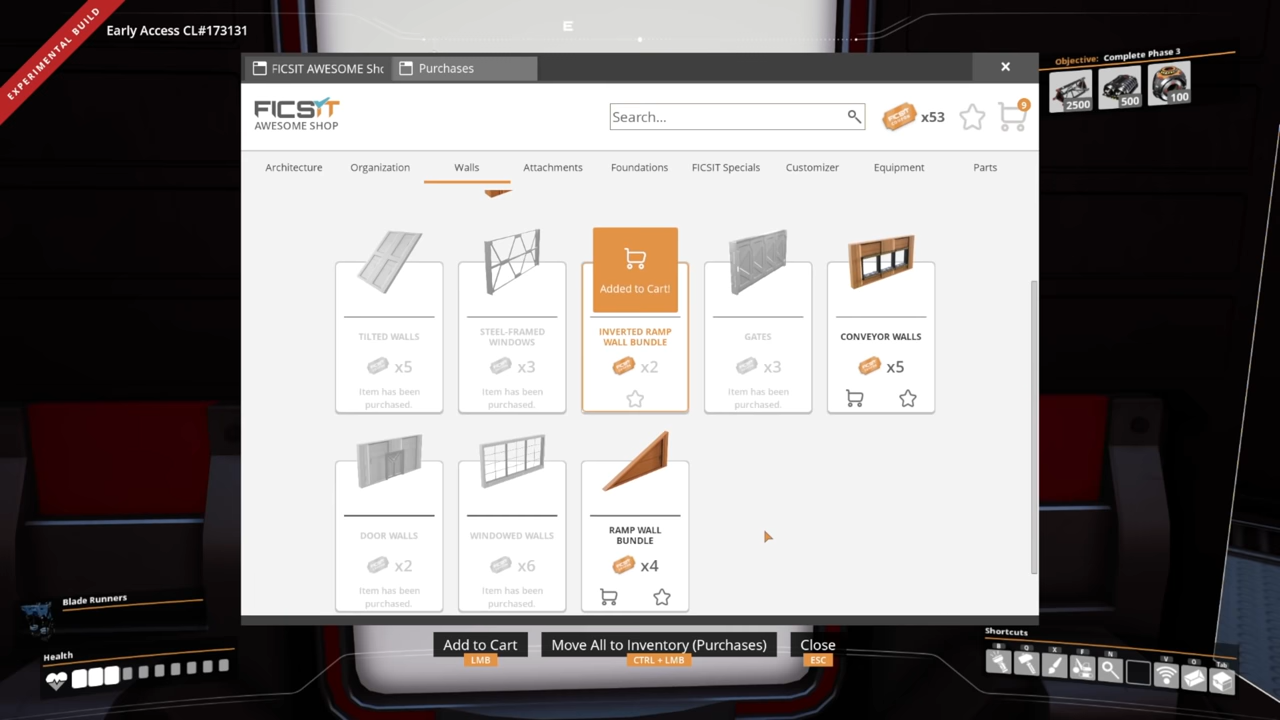 EXPERIMENTAL BUILD
Early Access CL#173131
E
FICSIT AWESOME Shc
Purchases
×
Objective: Complete Phase 3
2500
500
100
FICSIT
AWESOME SHOP
Search...
FICSIT
x53
9
Architecture
Organization
Walls
Attachments
Foundations
FICSIT Specials
Customizer
Equipment
Parts
Added to Cart!
TILTED WALLS
x5
Item has been
purchased.
STEEL-FRAMED
WINDOWS
x3
Item has been
purchased.
INVERTED RAMP
WALL BUNDLE
x2
GATES
x3
Item has been
purchased.
CONVEYOR WALLS
x5
DOOR WALLS
x2
Item has been
purchased.
WINDOWED WALLS
x6
Item has been
purchased.
RAMP WALL
BUNDLE
x4
Blade Runners
Health
Add to Cart
LMB
Move All to Inventory (Purchases)
CTRL + LMB
Close
ESC
Shortcuts
B
Q
X
F
N
V
O
Tab